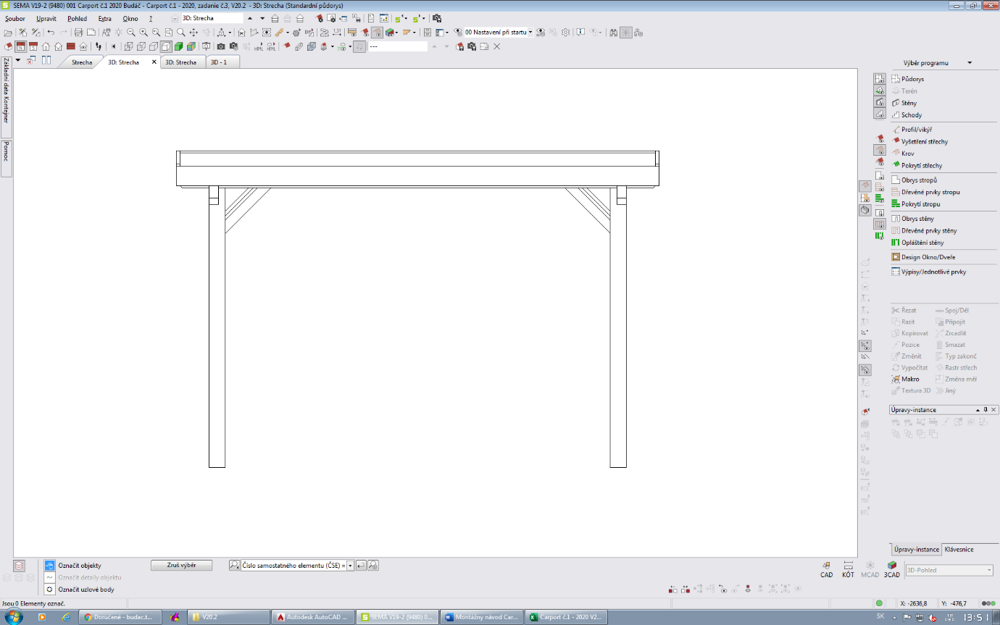 SEMA V19-2 (9480) 001 Carport č.1 2020 Budáč - Carport č.1 - 2020, zadanie č.3, V20.2 - 3D: Strecha (Standardní půdorys)
Soubor Upravit Pohled Extra Okno ? 3D: Strecha
00 Nastavení při startu
HTML HTML ---
Základní data Kontejner
Pomoc
Strecha 3D: Strecha 3D: Strecha 3D - 1
Výběr programu
Půdorys
Terén
Stěny
Schody
Profil/vikýř
Vyšetření střechy
Krov
Pokrytí střechy
Obrys stropů
Dřevěné prvky stropu
Pokrytí stropu
Obrys stěny
Dřevěné prvky stěny
Opláštění stěny
Design Okno/Dveře
Výpisy/Jednotlivé prvky
Řezat Spoj/Děl
Razit Připojit
Kopírovat Zrcadlit
Pozice Smazat
Změnit Typ zakonč
Vypočítat Rastr střech
Makro Změna měř
Textura 3D Jiný
Úpravy-instance
Úpravy-instance Klávesnice
Označit objekty Zruš výběr Číslo samostatného elementu (ČSE) =
Označit detaily objektu
Označit uzlové body
CAD KÓT MCAD 3CAD 3D-Pohled
Jsou 0 Elementy označ. X: -2636,8 Y: -476,7
Doručené - budac.t... V20.2 Autodesk AutoCAD ... SEMA V19-2 (9480) 0... Montážny návod Car... Carport č.1 - 2020 V2... SK 13:51